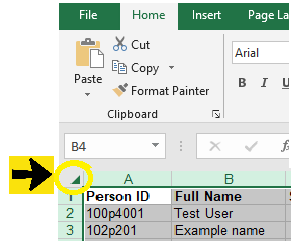 File Home Insert Page La
Cut
Copy
Paste
Format Painter
Clipboard
Arial
B I U
B4
A B
1 Person ID Full Name
2 100p4001 Test User
3 102p201 Example name